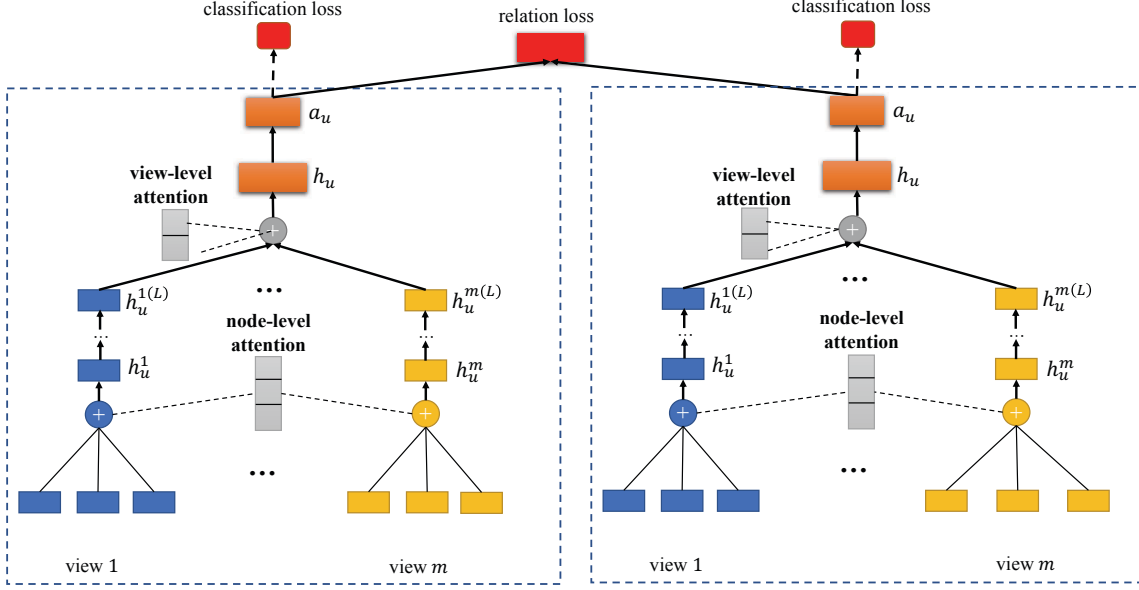 classification loss
relation loss
classification loss
a_u
a_u
view-level
attention
h_u
view-level
attention
h_u
+
+
...
...
h_u^{1(L)}
h_u^{m(L)}
h_u^{1(L)}
h_u^{m(L)}
...
node-level
attention
...
...
node-level
attention
...
h_u^1
h_u^m
h_u^1
h_u^m
+
+
+
+
...
...
view 1
view m
view 1
view m